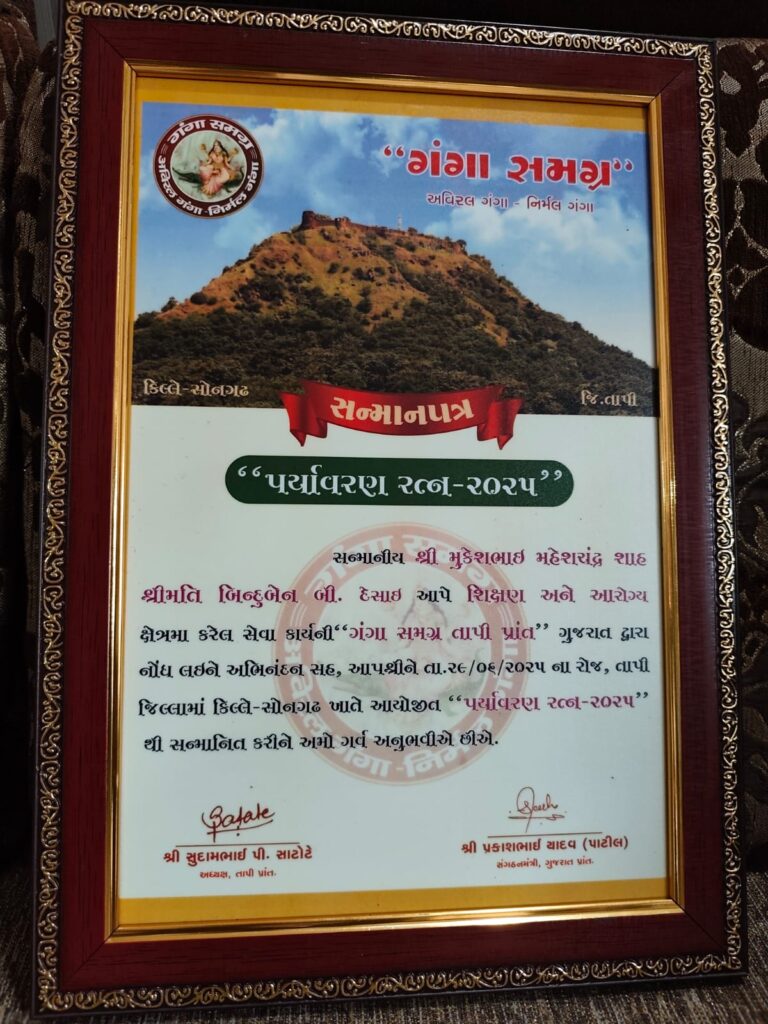 ગંગા સમગ્ર
અવિરલ ગંગા - નિર્મલ ગંગા
“ગંગા સમગ્ર”
અવિરલ ગંગા - નિર્મલ ગંગા
કિલ્લે-સોનગઢ
જિ.તાપી
સન્માનપત્ર
“પર્યાવરણ રત્ન-૨૦૨૫”
સન્માનીય શ્રી મુકેશભાઇ મહેશચંદ્ર શાહ
શ્રીમતિ બિન્દુબેન બી. દેસાઇ આપે શિક્ષણ અને આરોગ્ય
ક્ષેત્રમા કરેલ સેવા કાર્યની “ગંગા સમગ્ર તાપી પ્રાંત” ગુજરાત દ્વારા
નોંધ લઇને અભિનંદન સહ, આપશ્રીને તા.૨૯/૦૬/૨૦૨૫ ના રોજ, તાપી
જિલ્લામાં કિલ્લે-સોનગઢ ખાતે આયોજીત “પર્યાવરણ રત્ન-૨૦૨૫”
થી સન્માનિત કરીને અમો ગર્વ અનુભવીએ છીએ.
શ્રી સુદામભાઈ પી. સાટોટે
અધ્યક્ષ, તાપી પ્રાંત.
શ્રી પ્રકાશભાઈ યાદવ (પાટીલ)
સંગઠનમંત્રી, ગુજરાત પ્રાંત.